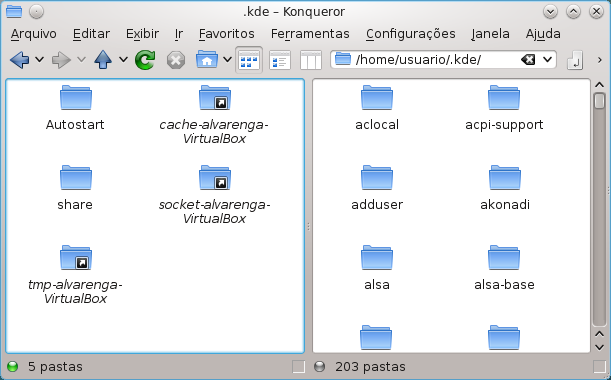 .kde – Konqueror
Arquivo Editar Exibir Ir Favoritos Ferramentas Configurações Janela Ajuda
/home/usuario/.kde/
Autostart
cache-alvarenga-
VirtualBox
share
socket-alvarenga-
VirtualBox
tmp-alvarenga-
VirtualBox
aclocal
acpi-support
adduser
akonadi
alsa
alsa-base
5 pastas
203 pastas